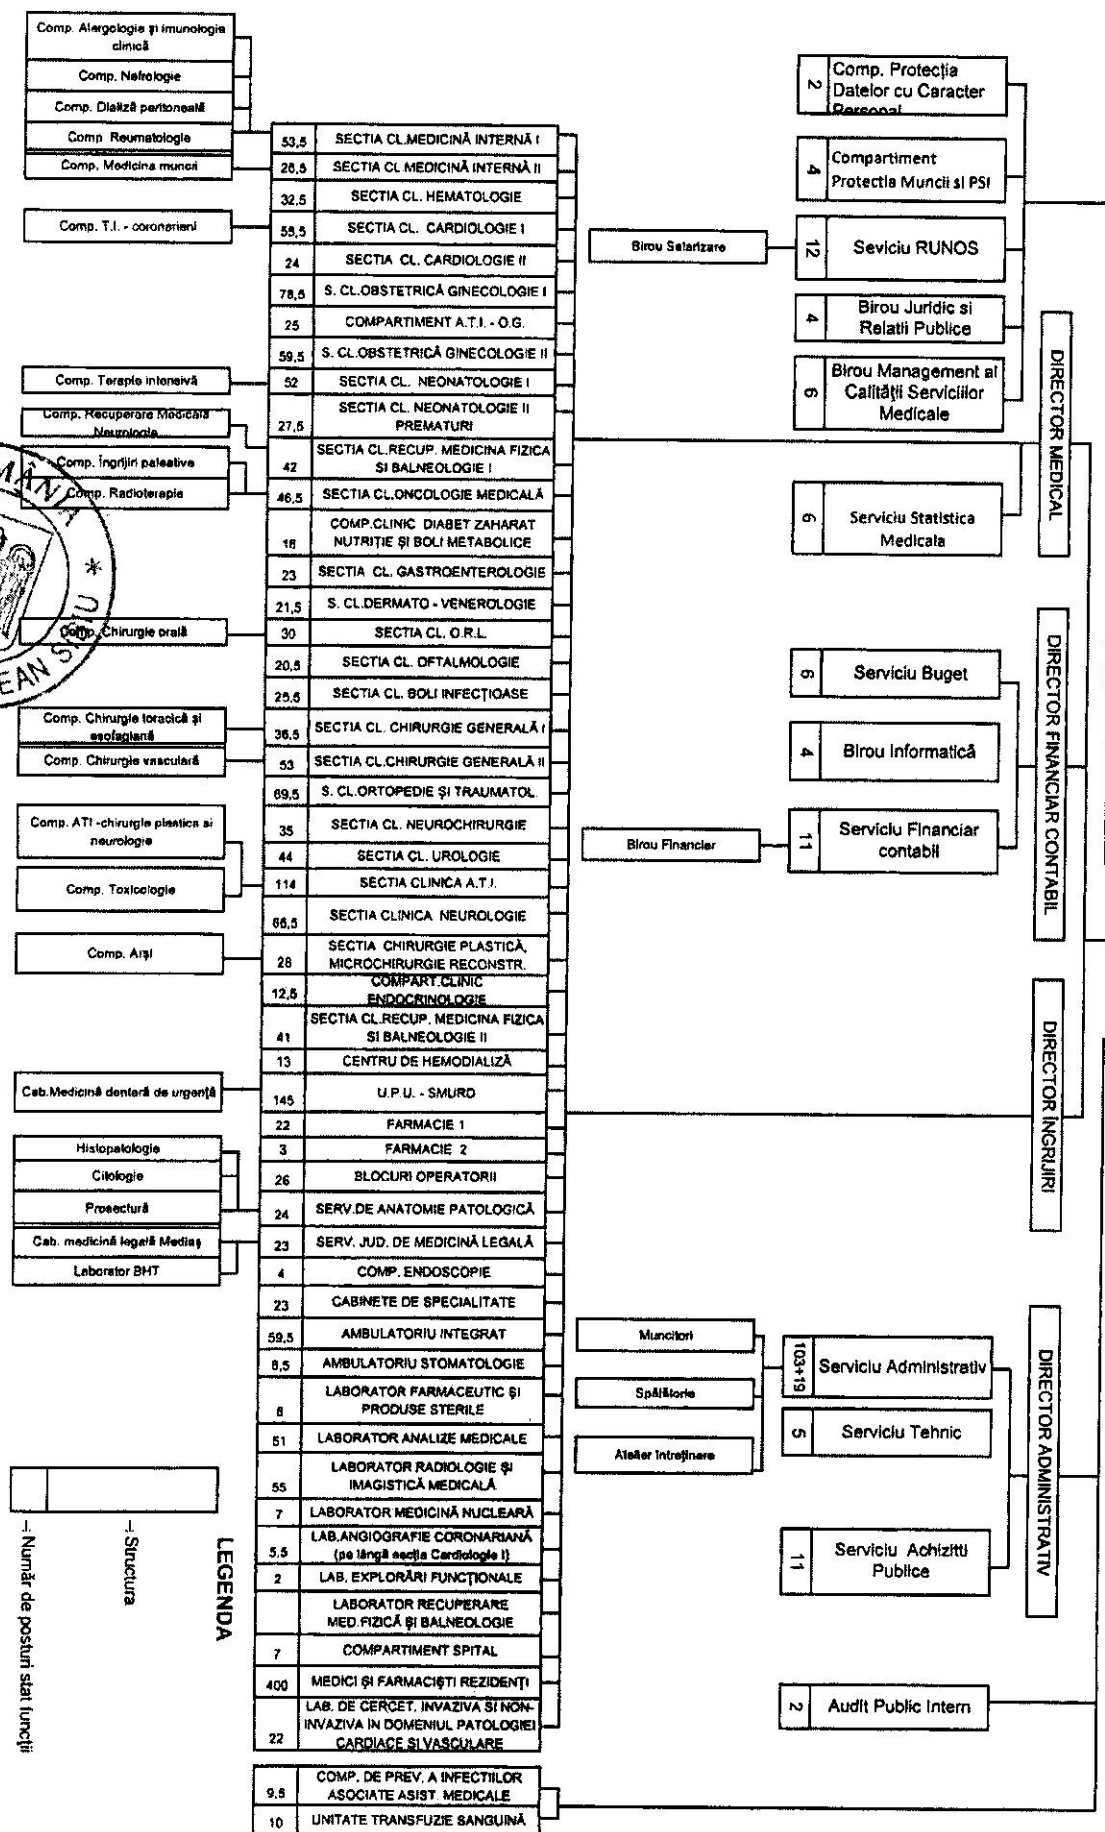 Comp. Alergologie și imunologie
clinică
Comp. Nefrologie
Comp. Dializă peritoneală
Comp. Reumatologie
Comp. Medicina muncii
Comp. T.I. - coronarieni
Comp. Terapie intensivă
Comp. Recuperare Medicala
Neurologie
Comp. Îngrijiri paleative
Comp. Radioterapie
Comp. Chirurgie orală
Comp. Chirurgie toracică și
esofagiană
Comp. Chirurgie vasculară
Comp. ATI -chirurgie plastica si
neurologie
Comp. Toxicologie
Comp. Arși
Cab.Medicină dentară de urgență
Histopatologie
Citologie
Prosectură
Cab. medicină legală Mediaș
Laborator BHT
53,5 SECTIA CL.MEDICINĂ INTERNĂ I
26,5 SECTIA CL.MEDICINĂ INTERNĂ II
32,5 SECTIA CL. HEMATOLOGIE
55,5 SECTIA CL. CARDIOLOGIE I
24 SECTIA CL. CARDIOLOGIE II
78,5 S. CL.OBSTETRICĂ GINECOLOGIE I
25 COMPARTIMENT A.T.I. - O.G.
59,5 S. CL.OBSTETRICĂ GINECOLOGIE II
52 SECTIA CL. NEONATOLOGIE I
SECTIA CL. NEONATOLOGIE II
27,5 PREMATURI
SECTIA CL.RECUP. MEDICINA FIZICA
42 SI BALNEOLOGIE I
46,5 SECTIA CL.ONCOLOGIE MEDICALĂ
COMP.CLINIC DIABET ZAHARAT
16 NUTRIȚIE ȘI BOLI METABOLICE
23 SECTIA CL. GASTROENTEROLOGIE
21,5 S. CL.DERMATO - VENEROLOGIE
30 SECTIA CL. O.R.L.
20,5 SECTIA CL. OFTALMOLOGIE
25,5 SECTIA CL. BOLI INFECȚIOASE
36,5 SECTIA CL. CHIRURGIE GENERALĂ I
53 SECTIA CL.CHIRURGIE GENERALĂ II
69,5 S. CL.ORTOPEDIE ȘI TRAUMATOL.
35 SECTIA CL. NEUROCHIRURGIE
44 SECTIA CL. UROLOGIE
114 SECTIA CLINICA A.T.I.
66,5 SECTIA CLINICA NEUROLOGIE
SECTIA CHIRURGIE PLASTICĂ,
28 MICROCHIRURGIE RECONSTR.
COMPART.CLINIC
12,5 ENDOCRINOLOGIE
SECTIA CL.RECUP. MEDICINA FIZICA
41 SI BALNEOLOGIE II
13 CENTRU DE HEMODIALIZĂ
145 U.P.U. - SMURD
22 FARMACIE 1
3 FARMACIE 2
26 BLOCURI OPERATORII
24 SERV.DE ANATOMIE PATOLOGICĂ
23 SERV. JUD. DE MEDICINĂ LEGALĂ
4 COMP. ENDOSCOPIE
23 CABINETE DE SPECIALITATE
59,5 AMBULATORIU INTEGRAT
8,5 AMBULATORIU STOMATOLOGIE
LABORATOR FARMACEUTIC ȘI
PRODUSE STERILE
51 LABORATOR ANALIZE MEDICALE
LABORATOR RADIOLOGIE ȘI
55 IMAGISTICĂ MEDICALĂ
7 LABORATOR MEDICINĂ NUCLEARĂ
LAB.ANGIOGRAFIE CORONARIANĂ
5,5 (pe lângă secția Cardiologie I)
2 LAB. EXPLORĂRI FUNCȚIONALE
LABORATOR RECUPERARE
MED.FIZICĂ ȘI BALNEOLOGIE
7 COMPARTIMENT SPITAL
400 MEDICI ȘI FARMACIȘTI REZIDENȚI
LAB. DE CERCET. INVAZIVA SI NON-
INVAZIVA IN DOMENIUL PATOLOGIEI
22 CARDIACE SI VASCULARE
COMP. DE PREV. A INFECTIILOR
9,5 ASOCIATE ASIST. MEDICALE
10 UNITATE TRANSFUZIE SANGUINĂ
2 Comp. Protecția
Datelor cu Caracter
Personal
4 Compartiment
Protectia Muncii si PSI
Birou Salarizare
12 Seviciu RUNOS
4 Birou Juridic si
Relatii Publice
6 Birou Management al
Calității Serviciilor
Medicale
DIRECTOR MEDICAL
6 Serviciu Statistica
Medicala
DIRECTOR FINANCIAR CONTABIL
6 Serviciu Buget
4 Birou Informatică
Birou Financiar
11 Serviciu Financiar
contabil
DIRECTOR ÎNGRIJIRI
DIRECTOR ADMINISTRATIV
Muncitori
Spălătorie
Atelier întreținere
103+19 Serviciu Administrativ
5 Serviciu Tehnic
11 Serviciu Achizitti
Publice
2 Audit Public Intern
LEGENDA
- Structura
- Număr de posturi stat funcții
MÂNIA
EAN SIBIU *